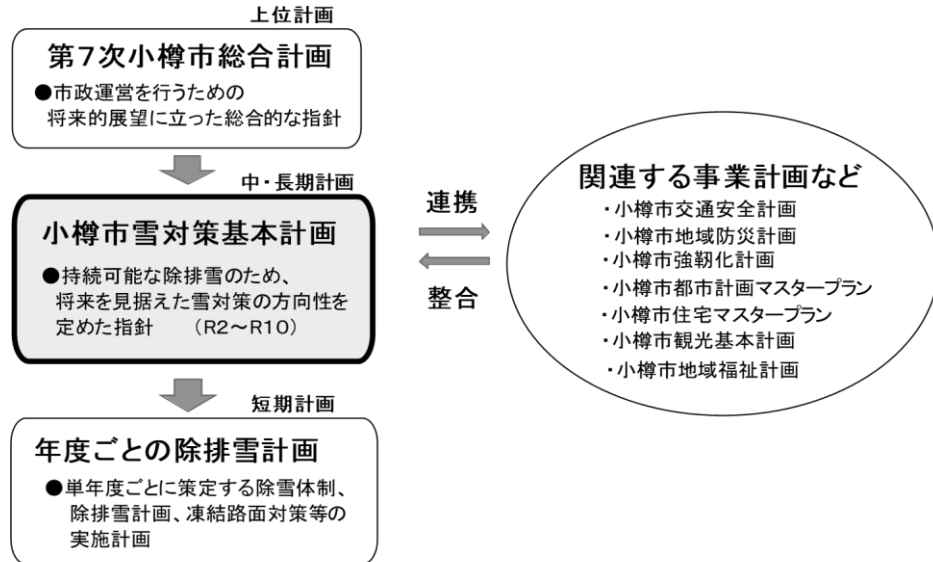 上位計画
第7次小樽市総合計画
●市政運営を行うための
将来的展望に立った総合的な指針
中・長期計画
小樽市雪対策基本計画
●持続可能な除排雪のため、
将来を見据えた雪対策の方向性を
定めた指針 （R2～R10）
短期計画
年度ごとの除排雪計画
●単年度ごとに策定する除雪体制、
除排雪計画、凍結路面対策等の
実施計画
連携
整合
関連する事業計画など
・小樽市交通安全計画
・小樽市地域防災計画
・小樽市強靱化計画
・小樽市都市計画マスタープラン
・小樽市住宅マスタープラン
・小樽市観光基本計画
・小樽市地域福祉計画